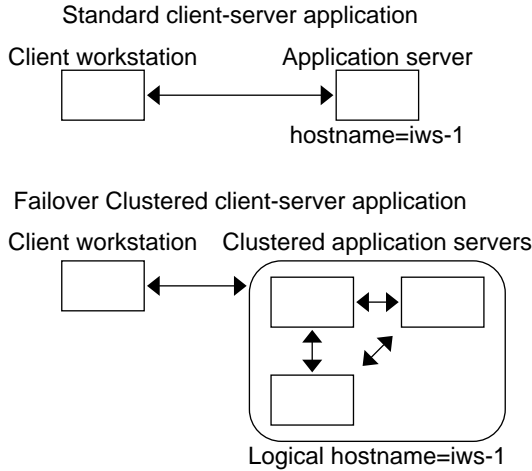 Standard client-server application
Client workstation Application server
hostname=iws-1
Failover Clustered client-server application
Client workstation Clustered application servers
Logical hostname=iws-1